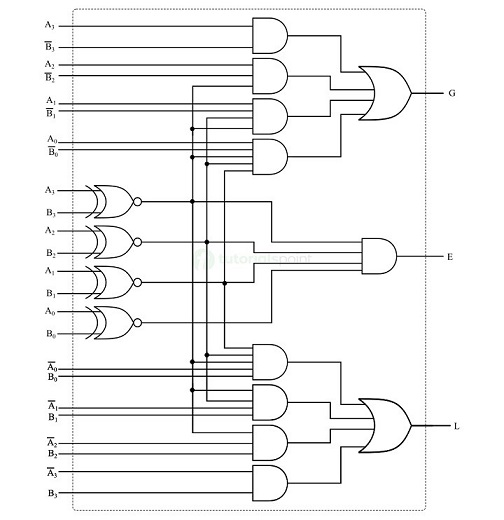 A₃
B̅₃
G
A₂
B̅₂
A₁
B̅₁
A₀
B̅₀
A₃
B₃
A₂
B₂
tutorialspoint
E
A₁
B₁
A₀
B₀
A̅₀
B₀
A̅₁
B₁
L
A̅₂
B₂
A̅₃
B₃